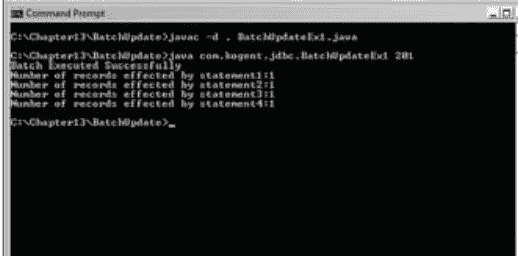 Command Prompt
C:\Chapter13\BatchUpdate>javac -d . BatchUpdateEx1.java
C:\Chapter13\BatchUpdate>java com.kogent.jdbc.BatchUpdateEx1 201
Batch Executed Successfully
Number of records effected by statement1:1
Number of records effected by statement2:1
Number of records effected by statement3:1
Number of records effected by statement4:1
C:\Chapter13\BatchUpdate>_